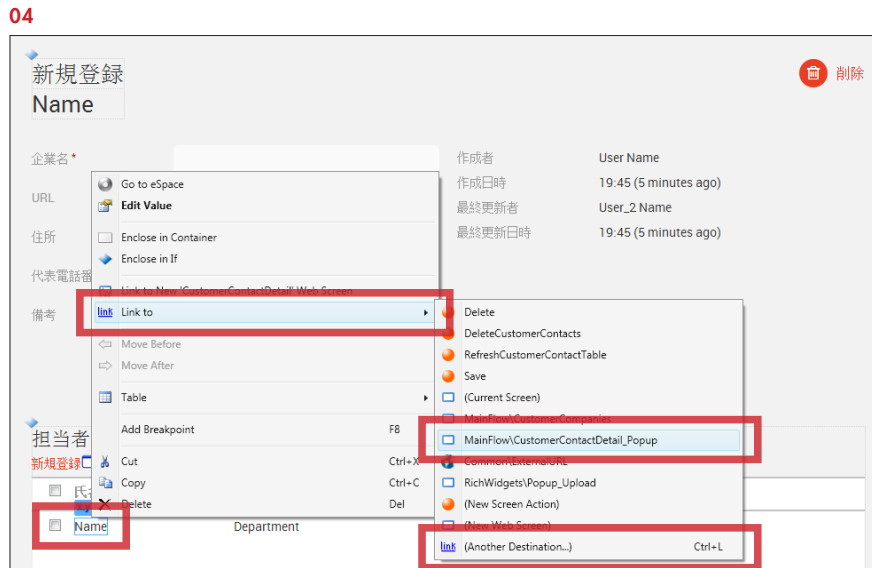 04
新規登録
Name
削除
企業名 *
URL
住所
代表電話番
備考
作成者 User Name
作成日時 19:45 (5 minutes ago)
最終更新者 User_2 Name
最終更新日時 19:45 (5 minutes ago)
Go to eSpace
Edit Value
Enclose in Container
Enclose in If
Link to New 'CustomerContactDetail' Web Screen
link Link to
Move Before
Move After
Table
Add Breakpoint F8
Cut Ctrl+X
Copy Ctrl+C
Delete Del
Delete
DeleteCustomerContacts
RefreshCustomerContactTable
Save
(Current Screen)
MainFlow\CustomerCompanies
MainFlow\CustomerContactDetail_Popup
Common\ExternalURL
RichWidgets\Popup_Upload
(New Screen Action)
(New Web Screen)
link (Another Destination...) Ctrl+L
担当者
新規登録
Name Department